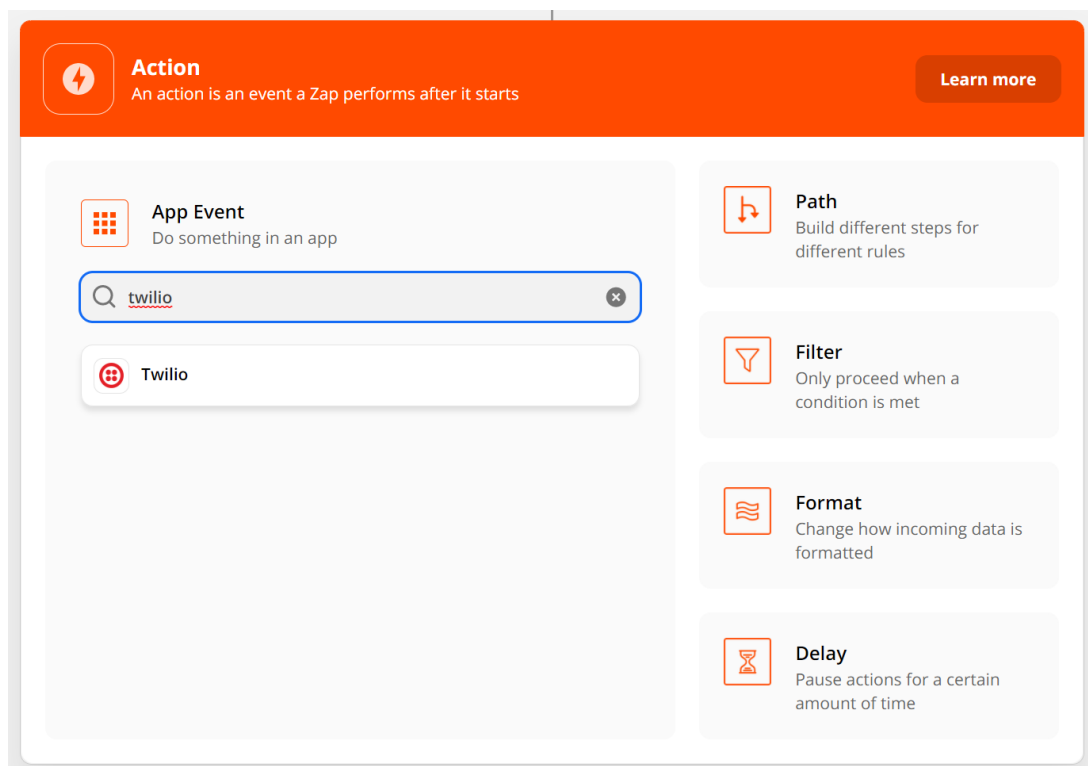 Action
An action is an event a Zap performs after it starts
Learn more
App Event
Do something in an app
twilio
Twilio
Path
Build different steps for
different rules
Filter
Only proceed when a
condition is met
Format
Change how incoming data is
formatted
Delay
Pause actions for a certain
amount of time